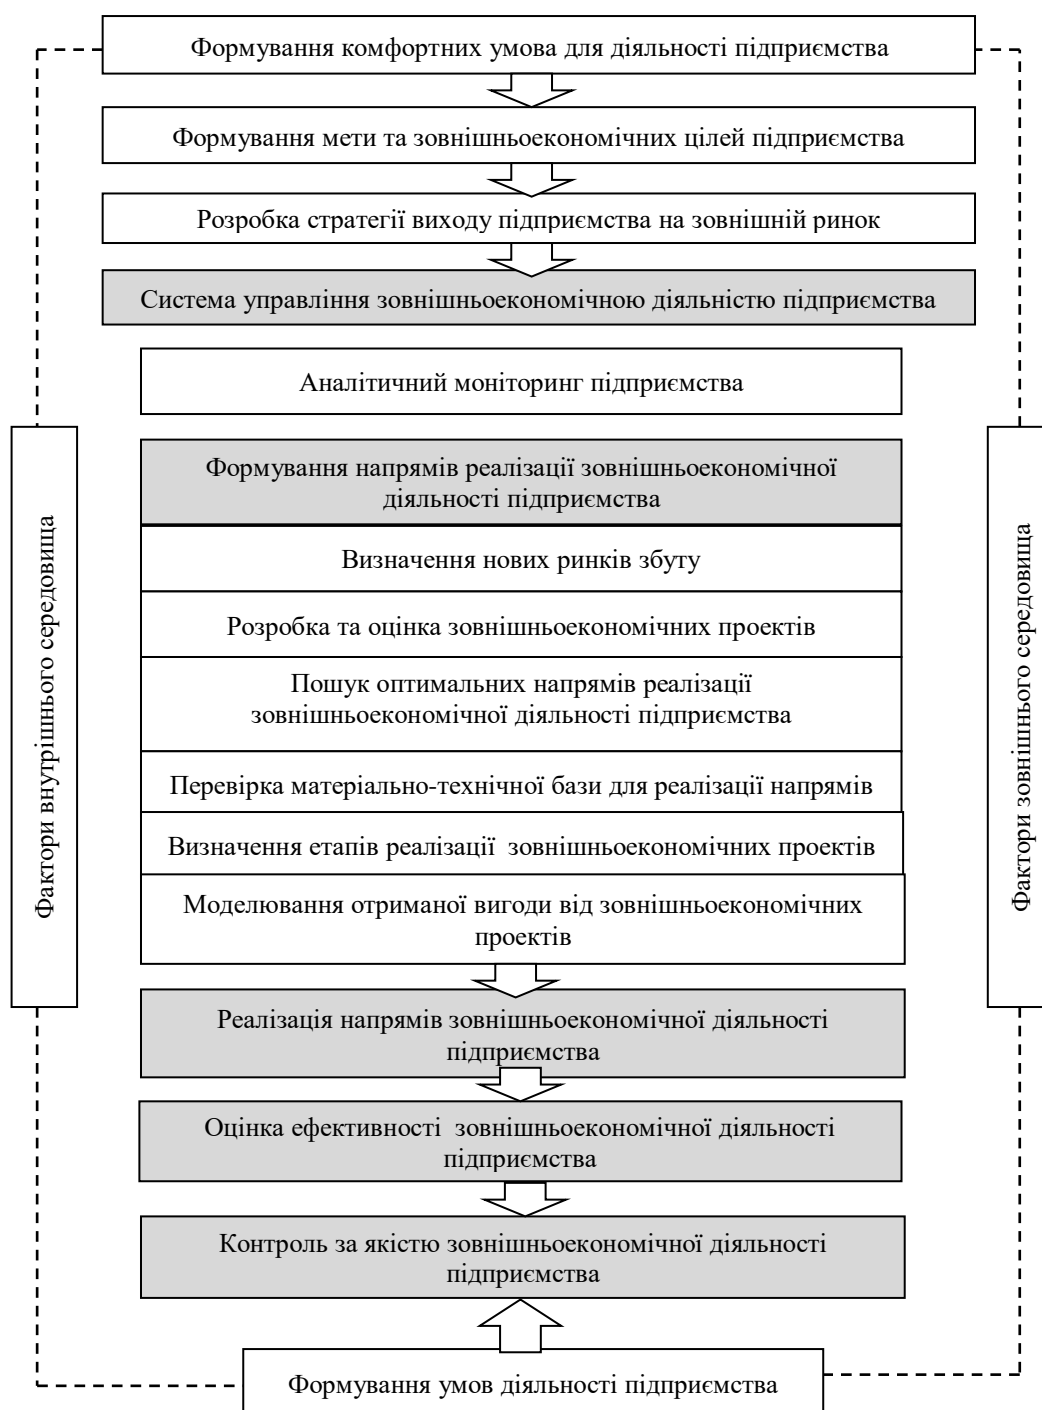 Формування комфортних умова для діяльності підприємства
Формування мети та зовнішньоекономічних цілей підприємства
Розробка стратегії виходу підприємства на зовнішній ринок
Система управління зовнішньоекономічною діяльністю підприємства
Аналітичний моніторинг підприємства
Формування напрямів реалізації зовнішньоекономічної
діяльності підприємства
Визначення нових ринків збуту
Розробка та оцінка зовнішньоекономічних проектів
Пошук оптимальних напрямів реалізації
зовнішньоекономічної діяльності підприємства
Перевірка матеріально-технічної бази для реалізації напрямів
Визначення етапів реалізації зовнішньоекономічних проектів
Моделювання отриманої вигоди від зовнішньоекономічних
проектів
Фактори внутрішнього середовища
Фактори зовнішнього середовища
Реалізація напрямів зовнішньоекономічної діяльності
підприємства
Оцінка ефективності зовнішньоекономічної діяльності
підприємства
Контроль за якістю зовнішньоекономічної діяльності
підприємства
Формування умов діяльності підприємства